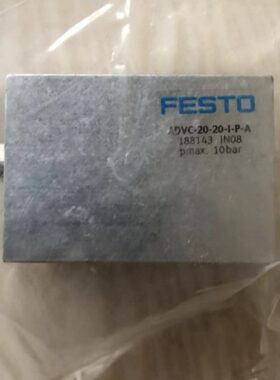 FESTO
ADVC-20-20-I-P-A
188143 JN08
pmax. 10bar